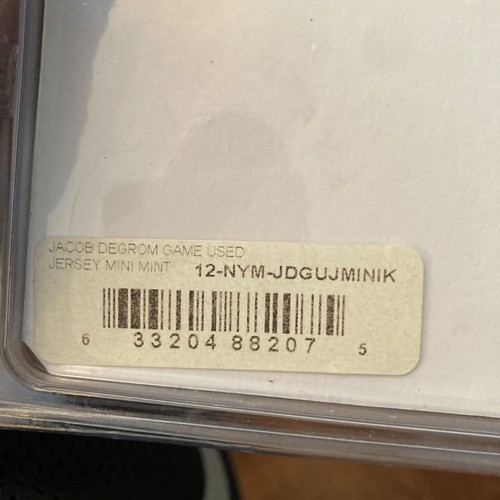 JACOB DEGROM GAME USED
JERSEY MINI MINT 12-NYM-JDGUJMINIK
6 33204 88207 5